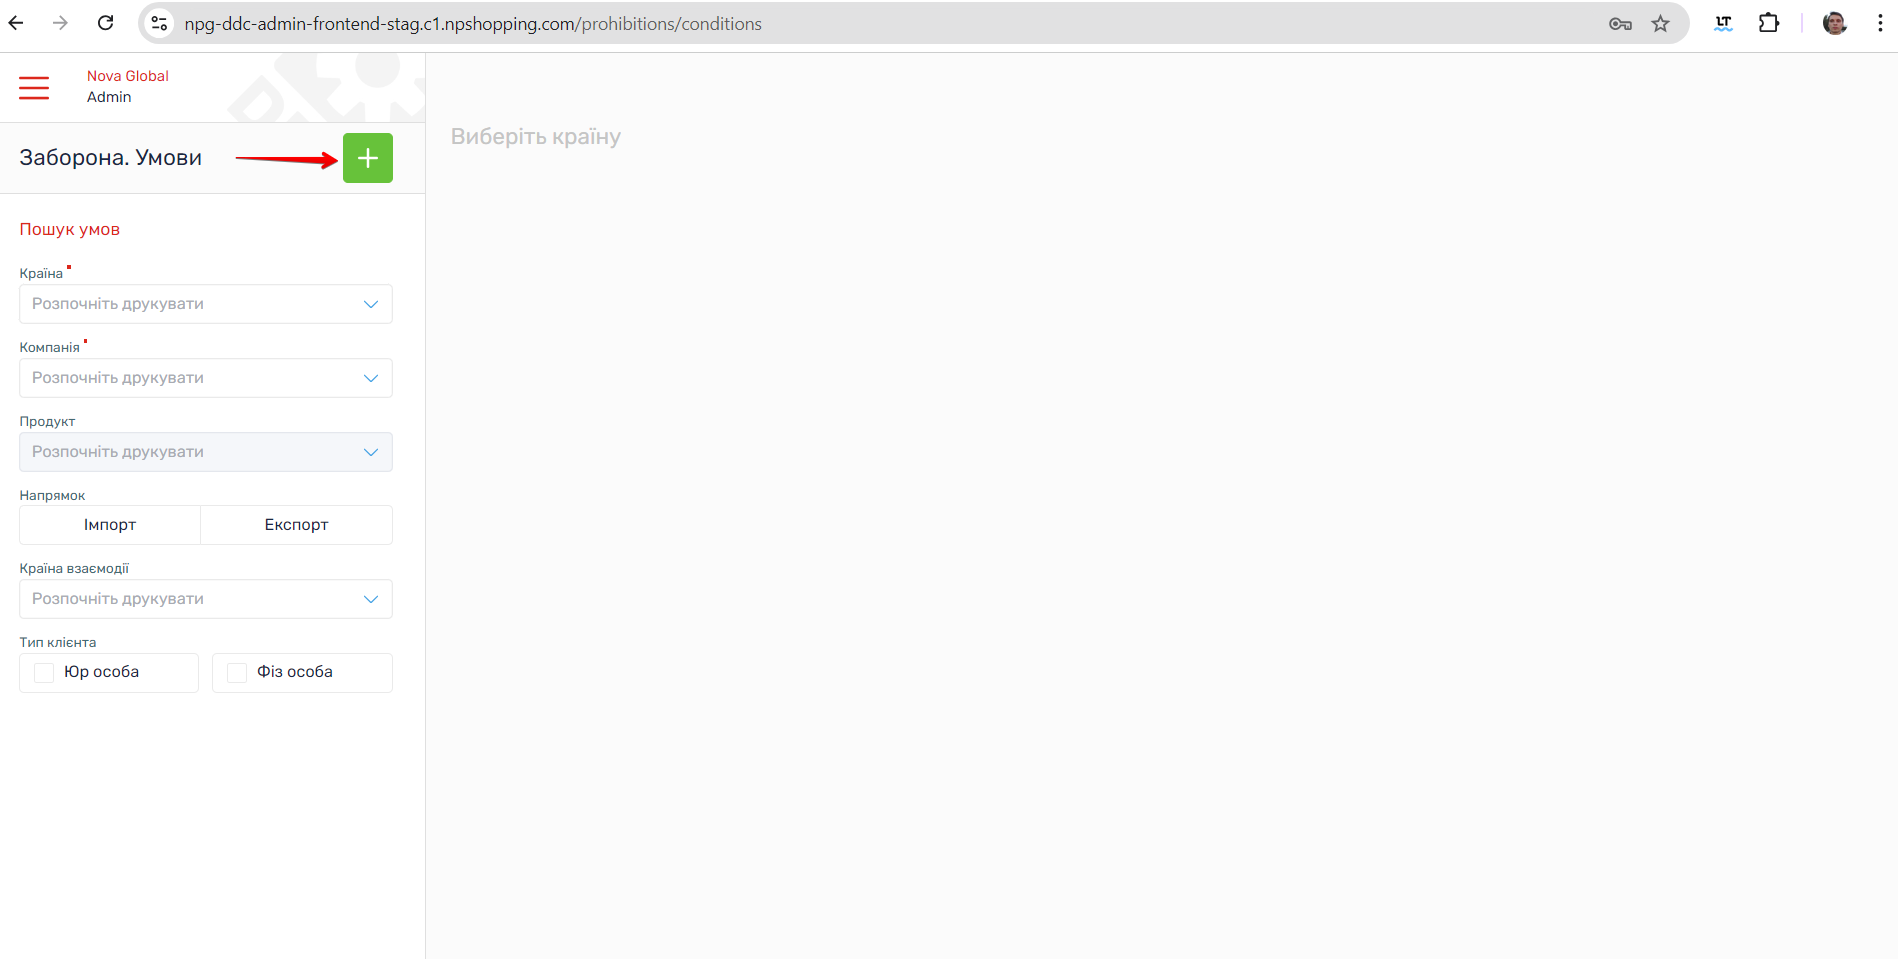 npg-ddc-admin-frontend-stag.c1.npshopping.com/prohibitions/conditions
LT
Nova Global
Admin
Заборона. Умови
Виберіть країну
Пошук умов
Країна
Розпочніть друкувати
Компанія
Розпочніть друкувати
Продукт
Розпочніть друкувати
Напрямок
Імпорт Експорт
Країна взаємодії
Розпочніть друкувати
Тип клієнта
Юр особа Фіз особа